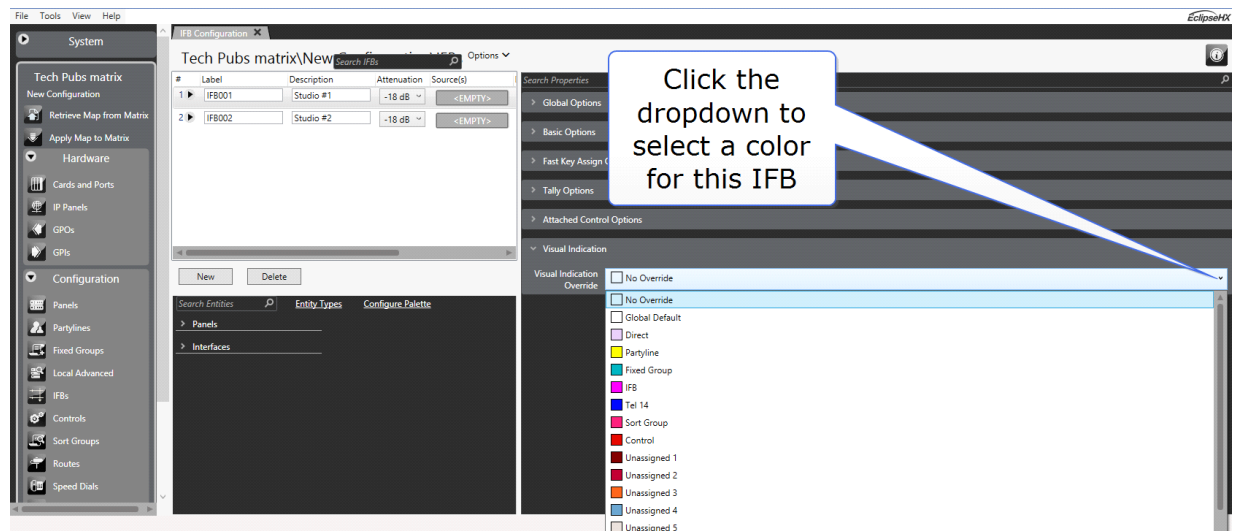 File Tools View Help
EclipseHX
System
IFB Configuration
Tech Pubs matrix\New
Search IFBs
Options
Tech Pubs matrix
New Configuration
Retrieve Map from Matrix
Apply Map to Matrix
Hardware
Cards and Ports
IP Panels
GPOs
GPIs
Configuration
Panels
Partylines
Fixed Groups
Local Advanced
IFBs
Controls
Sort Groups
Routes
Speed Dials
# Label Description Attenuation Source(s)
1 IFB001 Studio #1 -18 dB <EMPTY>
2 IFB002 Studio #2 -18 dB <EMPTY>
New Delete
Search Entities Entity Types Configure Palette
Panels
Interfaces
Search Properties
Global Options
Basic Options
Fast Key Assign
Tally Options
Attached Control Options
Visual Indication
Click the
dropdown to
select a color
for this IFB
Visual Indication
Override
No Override
No Override
Global Default
Direct
Partyline
Fixed Group
IFB
Tel 14
Sort Group
Control
Unassigned 1
Unassigned 2
Unassigned 3
Unassigned 4
Unassigned 5